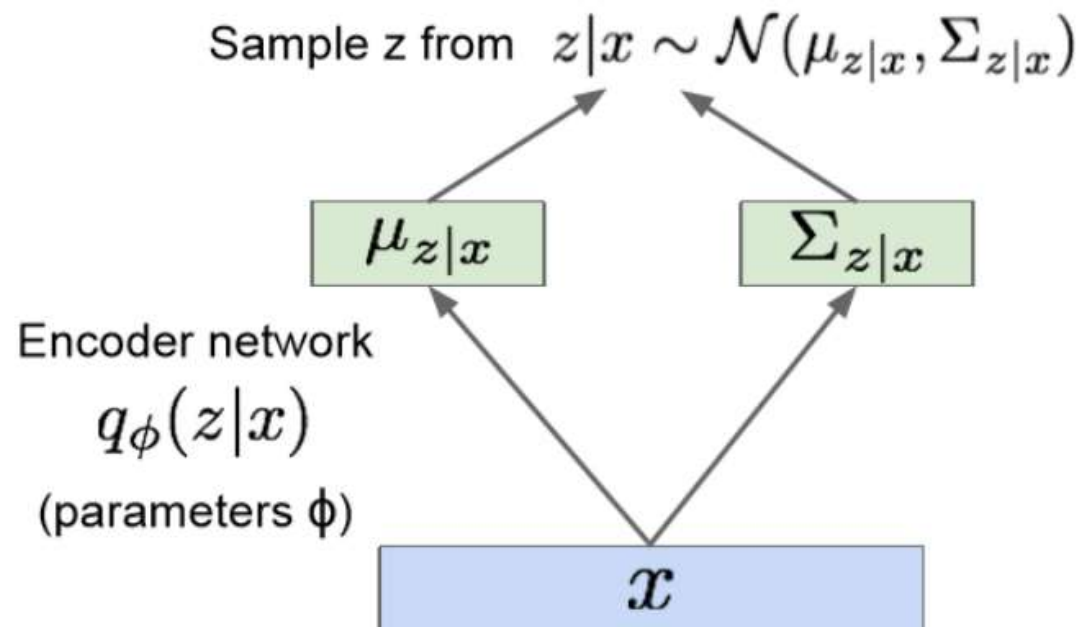 Sample z from z|x ∼ 𝒩(μ_{z|x}, Σ_{z|x})
μ_{z|x}
Σ_{z|x}
Encoder network
q_ϕ(z|x)
(parameters ϕ)
x